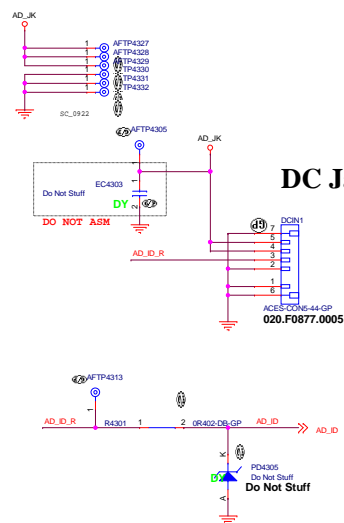 AD_JK
1 AFTP4327
1 AFTP4328
1 AFTP4329
1 TP4330
1 TP4331
1 TP4332
SC_0922
AFTP4305
AD_JK
1
DC J
1
EC4303
Do Not Stuff
DY
2
DO NOT ASM
GP
DCIN1
7
5
4
AD_ID_R
3
2
1
6
ACES-CON5-44-GP
020.F0877.0005
AFTP4313
1
AD_ID_R
R4301
1
2
0R402-DB-GP
AD_ID
AD_ID
K
PD4305
DY
Do Not Stuff
Do Not Stuff
A